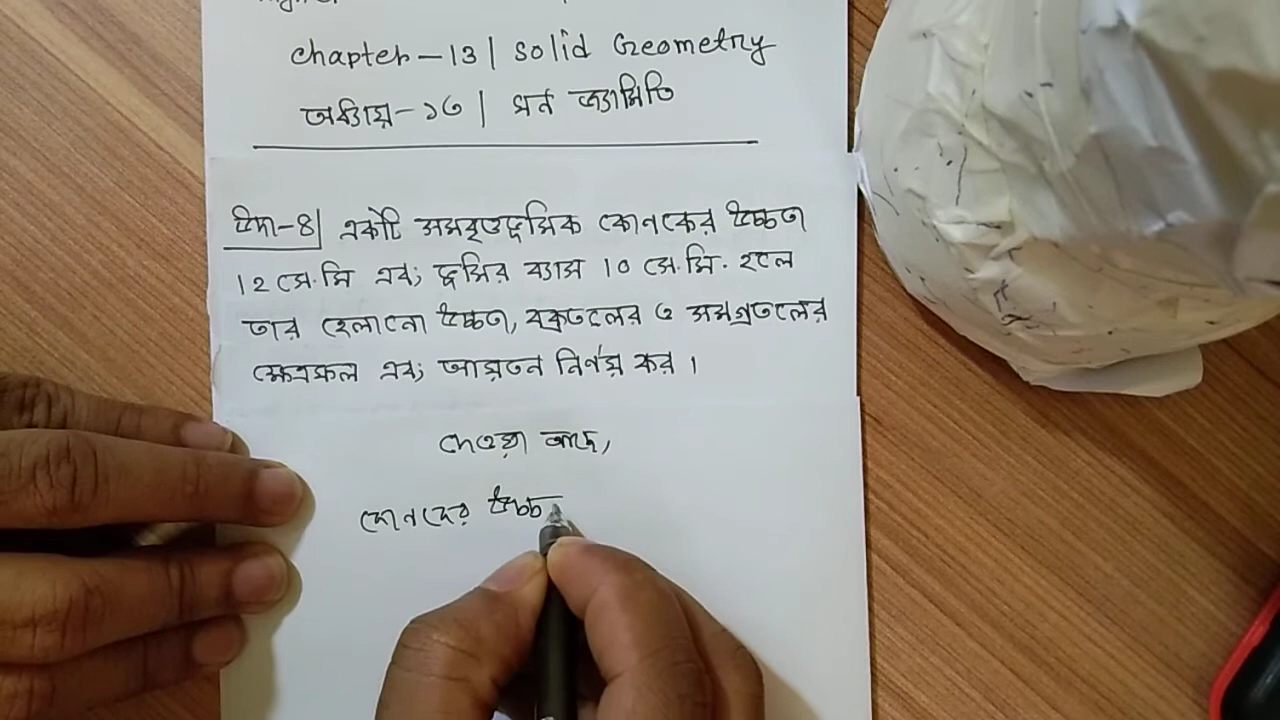 Chapter-13| Solid Geometry
অধ্যায়-১৩| ঘন জ্যামিতি
উদা-৪| একটি সমবৃত্তভূমিক কোনকের উচ্চতা
12 সে.মি এবং ভূমির ব্যাস 10 সে.মি. হলে
তার হেলানো উচ্চতা, বক্রতলের ও সমগ্রতলের
ক্ষেত্রফল এবং আয়তন নির্ণয় কর।
দেওয়া আছে,
কোনকের উচ্চ